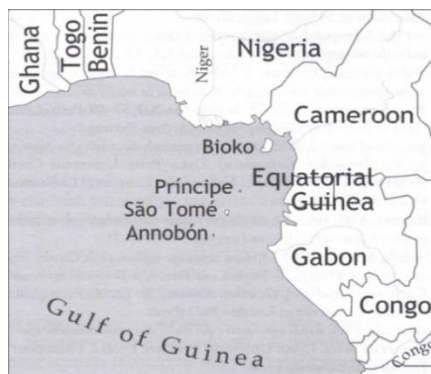 Ghana
Togo
Benin
Niger
Nigeria
Cameroon
Bioko
Equatorial
Guinea
Príncipe
São Tomé
Annobón
Gabon
Congo
Congo
Gulf of Guinea